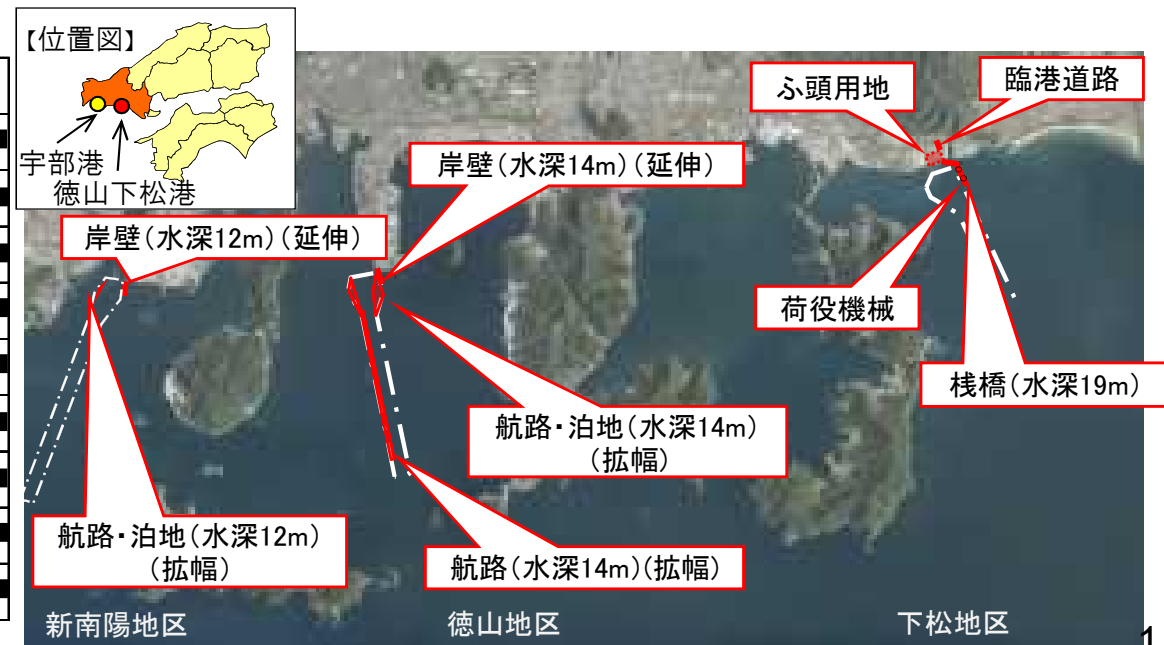 【位置図】
宇部港
徳山下松港
ふ頭用地
臨港道路
岸壁（水深14m）（延伸）
岸壁（水深12m）（延伸）
荷役機械
桟橋（水深19m）
航路・泊地（水深14m）
（拡幅）
航路・泊地（水深12m）
（拡幅）
航路（水深14m）（拡幅）
新南陽地区
徳山地区
下松地区
1